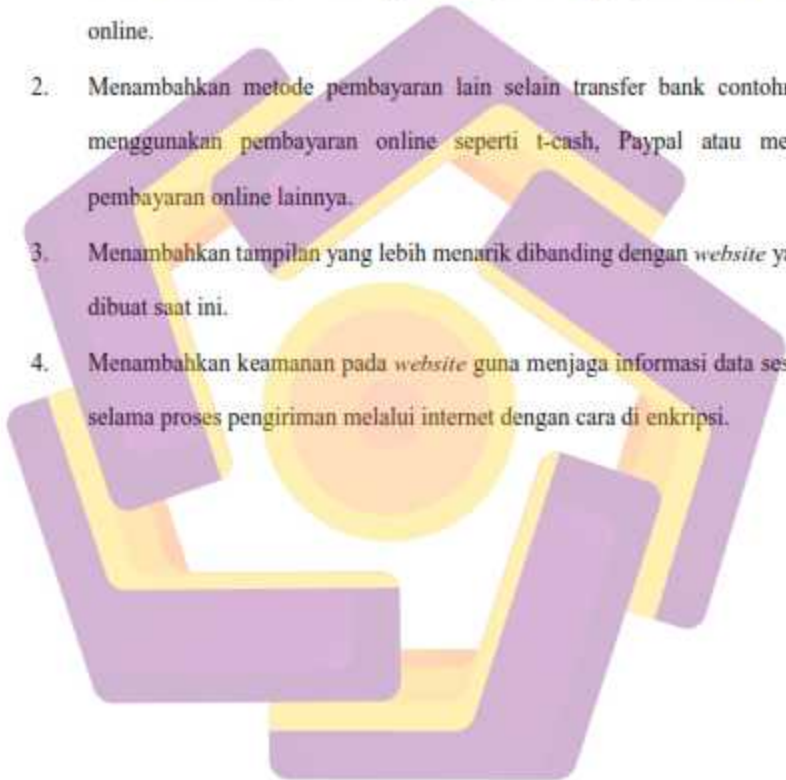 online.
2. Menambahkan metode pembayaran lain selain transfer bank
menggunakan pembayaran online seperti t-cash, Paypal atau
pembayaran online lainnya.
3. Menambahkan tampilan yang lebih menarik dibanding dengan website
dibuat saat ini.
4. Menambahkan keamanan pada website guna menjaga informasi data
selama proses pengiriman melalui internet dengan cara di enkripsi.